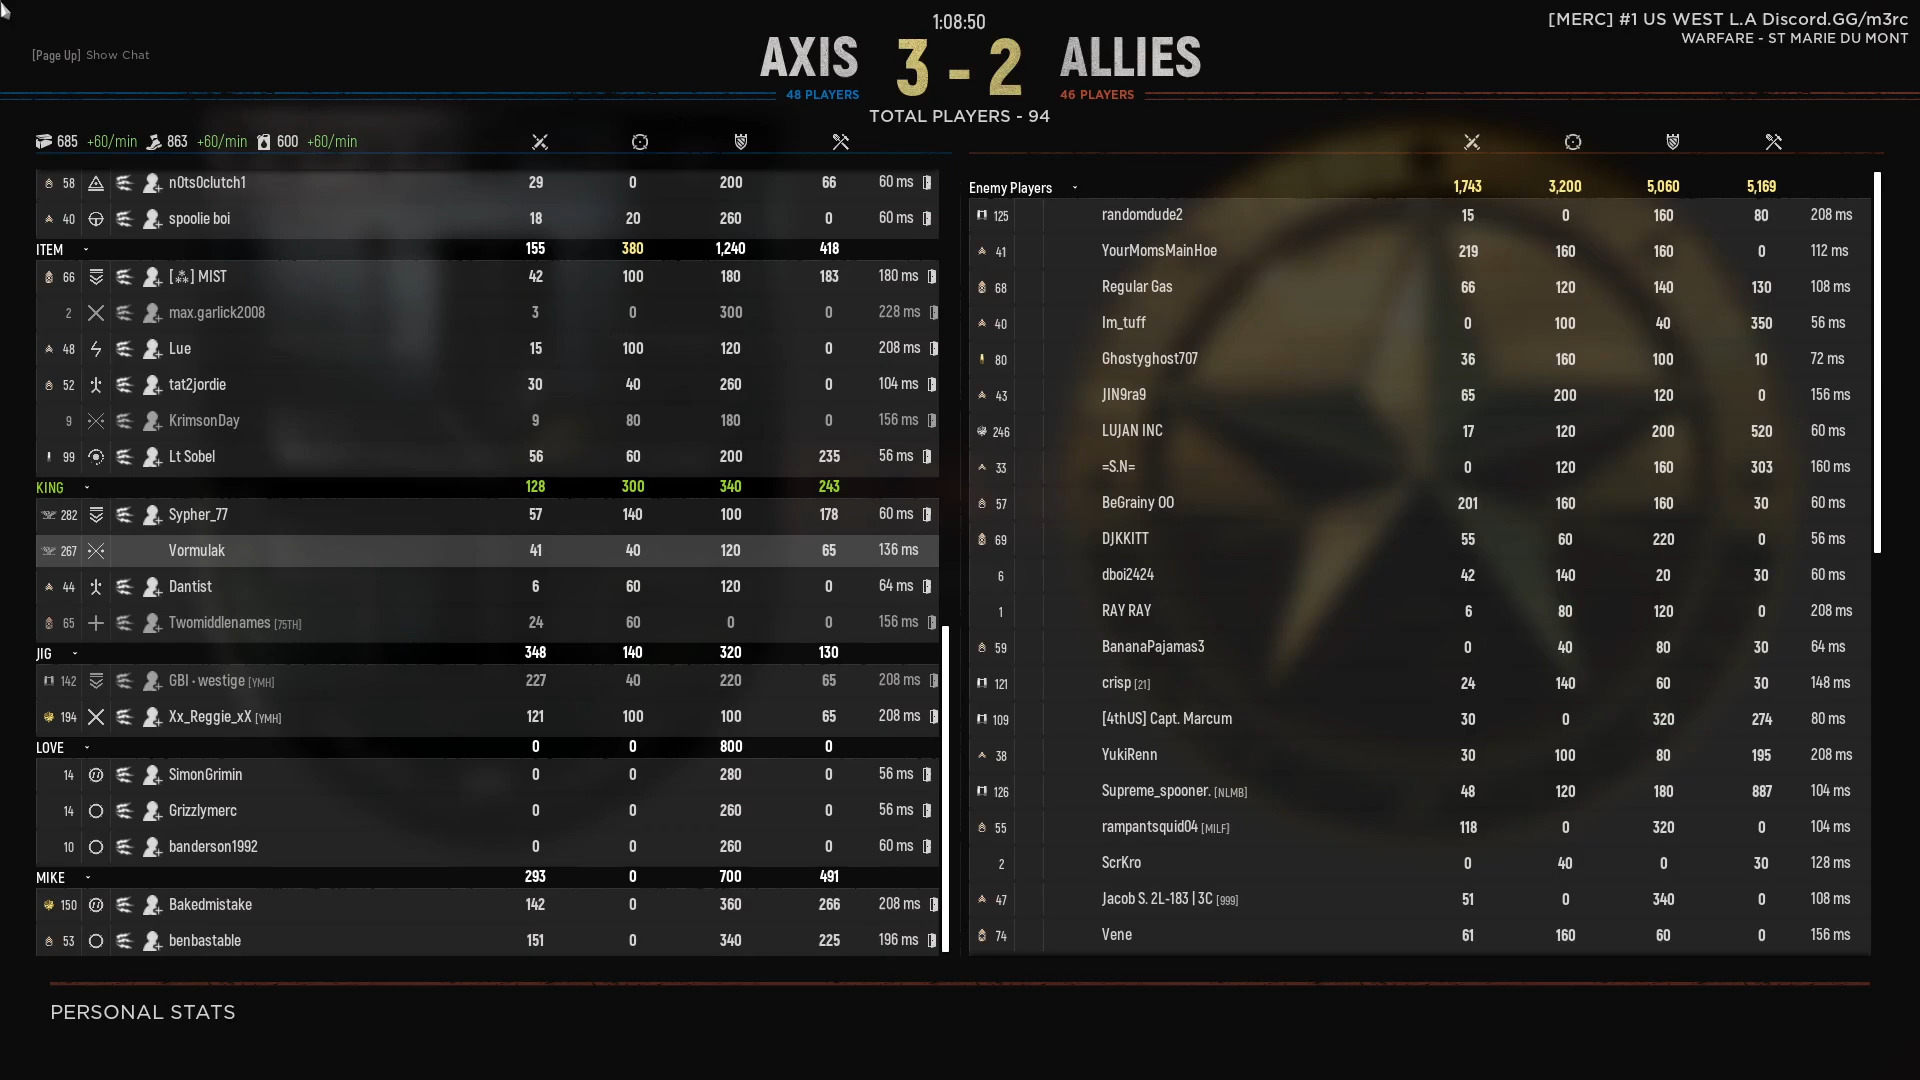 1:08:50
[MERC] #1 US WEST L.A Discord.GG/m3rc
WARFARE - ST MARIE DU MONT
[Page Up] Show Chat
AXIS 3 - 2 ALLIES
48 PLAYERS
46 PLAYERS
TOTAL PLAYERS - 94
685 +60/min 863 +60/min 600 +60/min
58 n0ts0clutch1 29 0 200 66 60 ms
40 spoolie boi 18 20 260 0 60 ms
ITEM 155 380 1,240 418
66 [⁂] MIST 42 100 180 183 180 ms
2 max.garlick2008 3 0 300 0 228 ms
48 Lue 15 100 120 0 208 ms
52 tat2jordie 30 40 260 0 104 ms
9 KrimsonDay 9 80 180 0 156 ms
99 Lt Sobel 56 60 200 235 56 ms
KING 128 300 340 243
282 Sypher_77 57 140 100 178 60 ms
267 Vormulak 41 40 120 65 136 ms
44 Dantist 6 60 120 0 64 ms
65 Twomiddlenames [75TH] 24 60 0 0 156 ms
JIG 348 140 320 130
142 GBI · westige [YMH] 227 40 220 65 208 ms
194 Xx_Reggie_xX [YMH] 121 100 100 65 208 ms
LOVE 0 0 800 0
14 SimonGrimin 0 0 280 0 56 ms
14 Grizzlymerc 0 0 260 0 56 ms
10 banderson1992 0 0 260 0 60 ms
MIKE 293 0 700 491
150 Bakedmistake 142 0 360 266 208 ms
53 benbastable 151 0 340 225 196 ms
Enemy Players 1,743 3,200 5,060 5,169
125 randomdude2 15 0 160 80 208 ms
41 YourMomsMainHoe 219 160 160 0 112 ms
68 Regular Gas 66 120 140 130 108 ms
40 Im_tuff 0 100 40 350 56 ms
80 Ghostyghost707 36 160 100 10 72 ms
43 JIN9ra9 65 200 120 0 156 ms
246 LUJAN INC 17 120 200 520 60 ms
33 =S.N= 0 120 160 303 160 ms
57 BeGrainy OO 201 160 160 30 60 ms
69 DJKKITT 55 60 220 0 56 ms
6 dboi2424 42 140 20 30 60 ms
1 RAY RAY 6 80 120 0 208 ms
59 BananaPajamas3 0 40 80 30 64 ms
121 crisp [21] 24 140 60 30 148 ms
109 [4thUS] Capt. Marcum 30 0 320 274 80 ms
38 YukiRenn 30 100 80 195 208 ms
126 Supreme_spooner. [NLMB] 48 120 180 887 104 ms
55 rampantsquid04 [MILF] 118 0 320 0 104 ms
2 ScrKro 0 40 0 30 128 ms
47 Jacob S. 2L-183 | 3C [999] 51 0 340 0 108 ms
74 Vene 61 160 60 0 156 ms
PERSONAL STATS